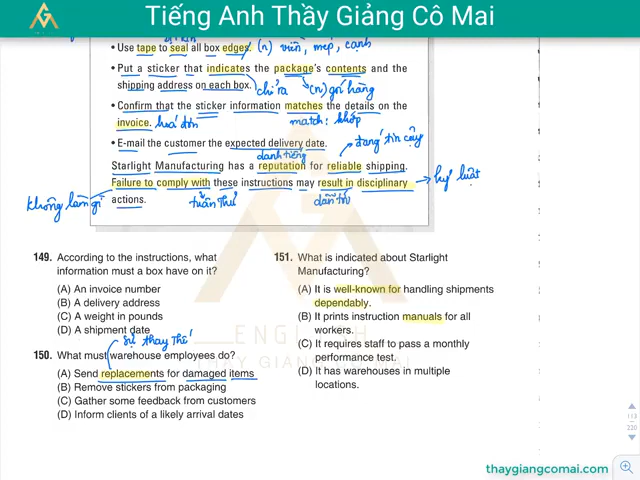 Tiếng Anh Thầy Giảng Cô Mai
• Use tape to seal all box edges. (n) viền, mép, cạnh
• Put a sticker that indicates the package's contents and the
shipping address on each box. chỉ ra (n) gói hàng
• Confirm that the sticker information matches the details on the
invoice. hoá đơn match: khớp
• E-mail the customer the expected delivery date. đáng tin cậy
danh tiếng
Starlight Manufacturing has a reputation for reliable shipping.
Failure to comply with these instructions may result in disciplinary kỷ luật
không làm gì actions. tuân thủ dẫn tới
149. According to the instructions, what
information must a box have on it?
(A) An invoice number
(B) A delivery address
(C) A weight in pounds
(D) A shipment date
sự thay thế
150. What must warehouse employees do?
(A) Send replacements for damaged items
(B) Remove stickers from packaging
(C) Gather some feedback from customers
(D) Inform clients of a likely arrival dates
151. What is indicated about Starlight
Manufacturing?
(A) It is well-known for handling shipments
dependably.
(B) It prints instruction manuals for all
workers.
(C) It requires staff to pass a monthly
performance test.
(D) It has warehouses in multiple
locations.
ENGLISH
THAY GIANG CO MAI
113
220
thaygiangcomai.com